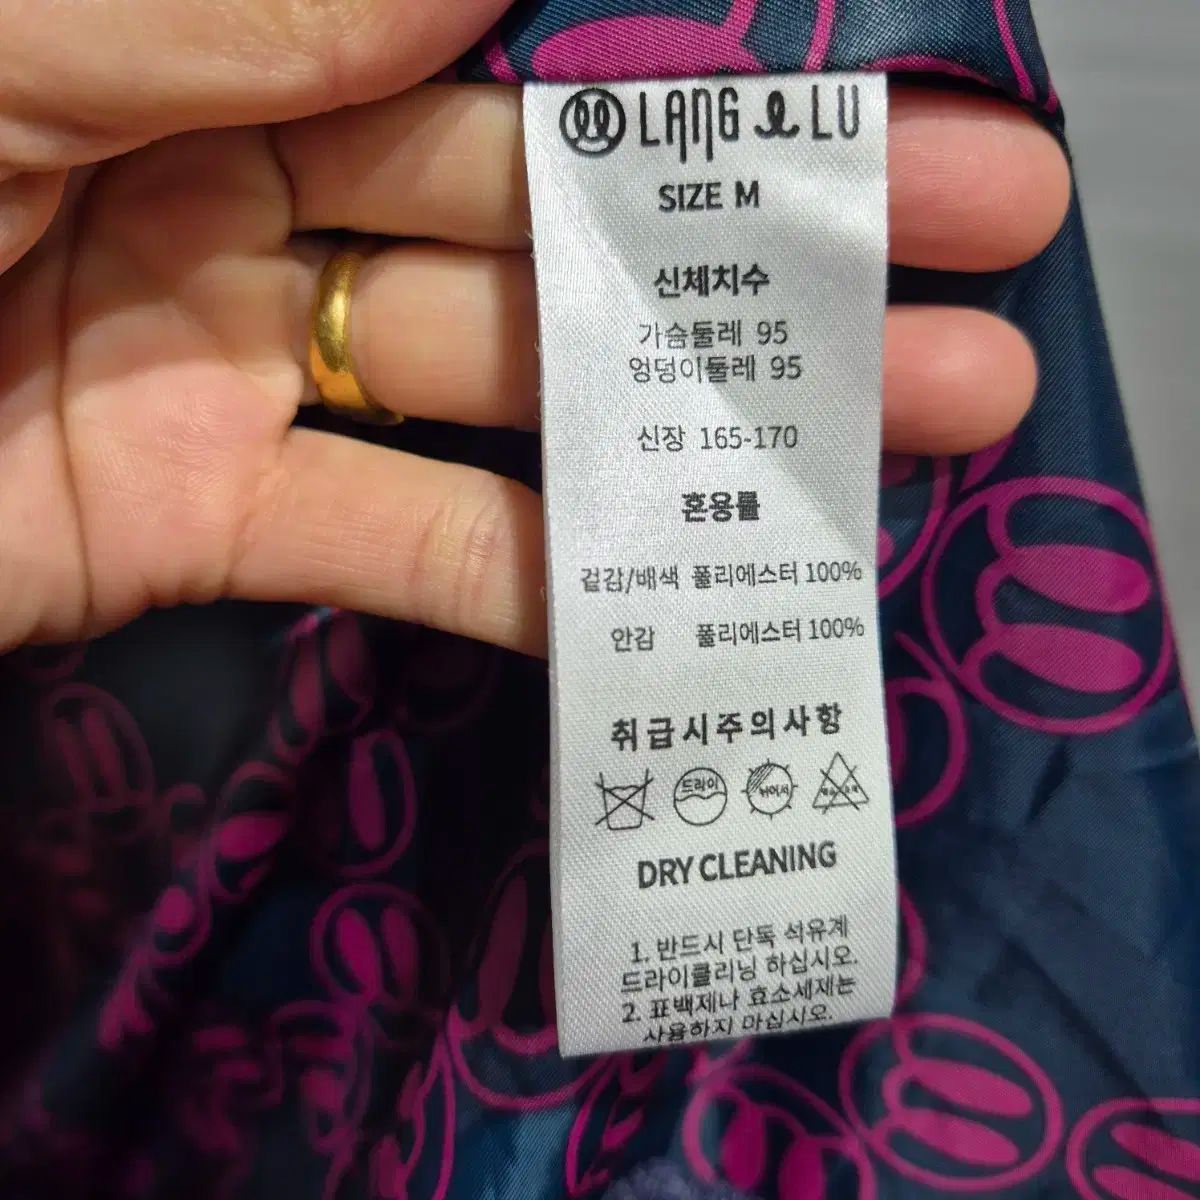 LANG LU
SIZE M
신체치수
가슴둘레 95
엉덩이둘레 95
신장 165-170
혼용률
겉감/배색 폴리에스터 100%
안감 폴리에스터 100%
취급시주의사항
드라이 뉘어서
DRY CLEANING
1. 반드시 단독 석유계
드라이클리닝 하십시오.
2. 표백제나 효소세제는
사용하지 마십시오.